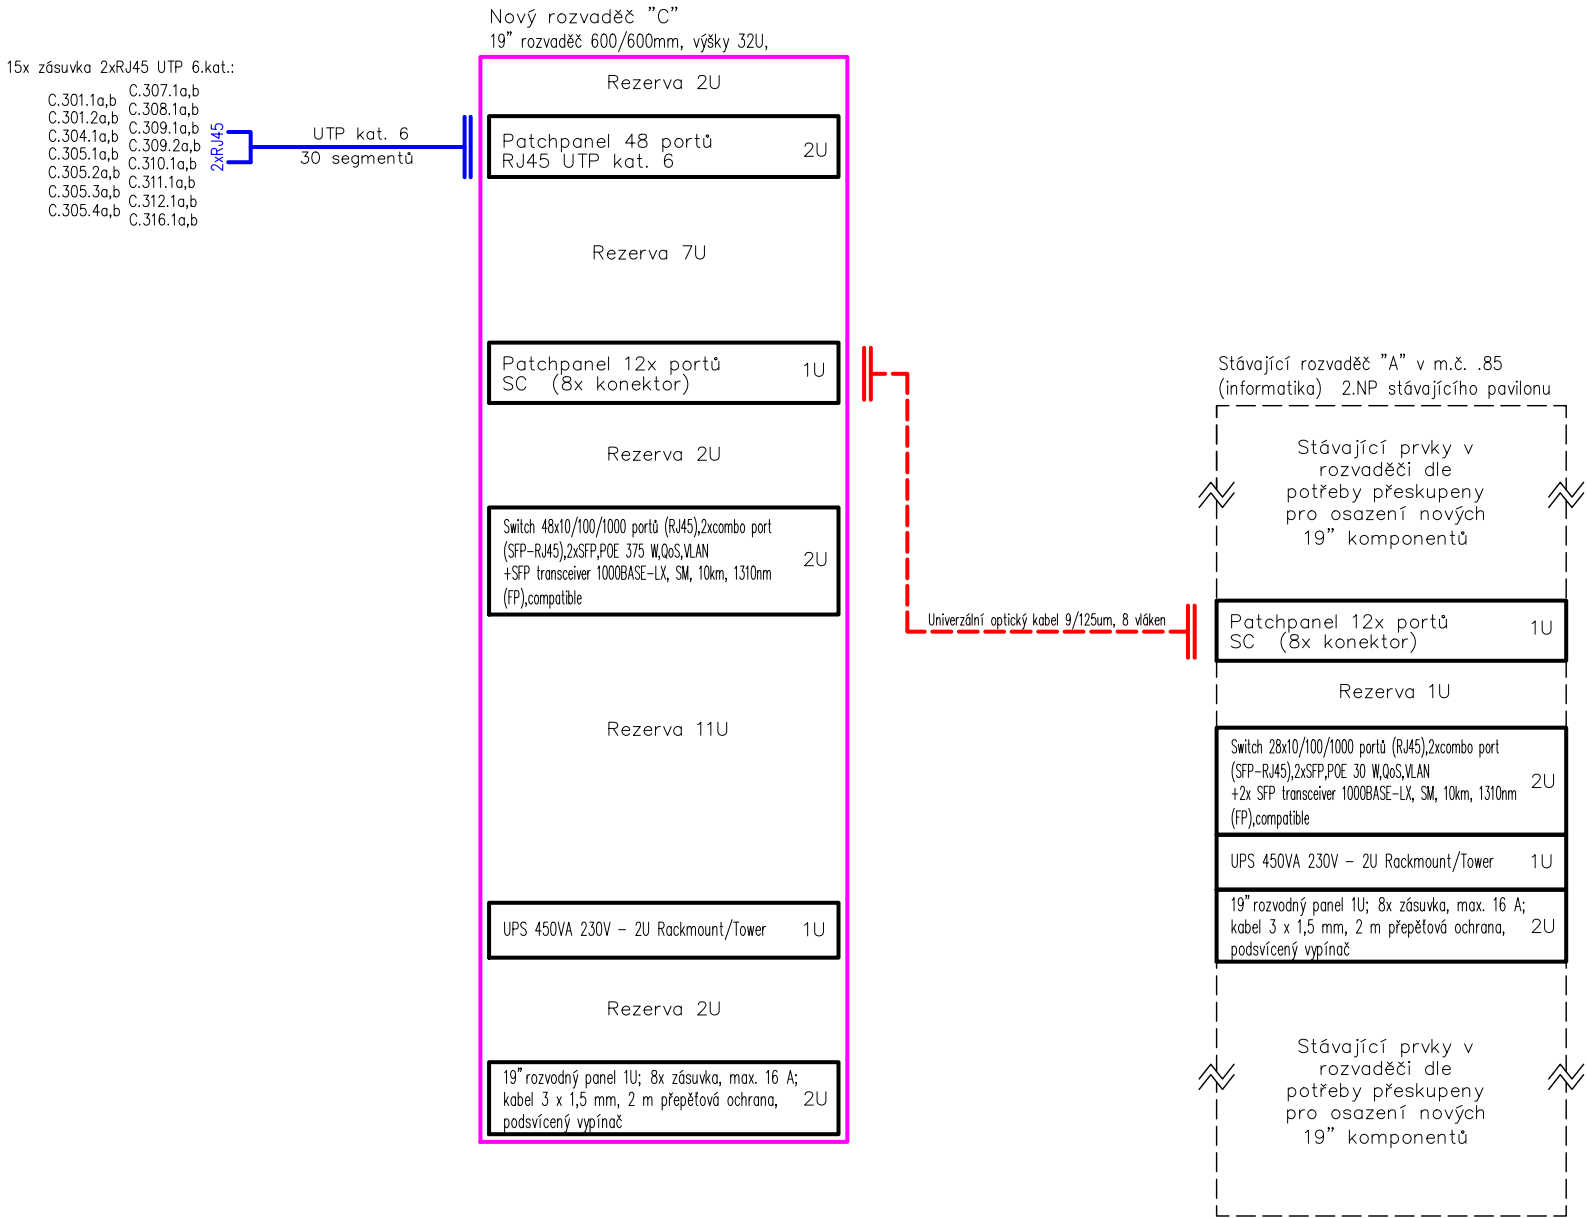 Nový rozvaděč "C"
19" rozvaděč 600/600mm, výšky 32U,
15x zásuvka 2xRJ45 UTP 6.kat.:
C.301.1a,b
C.301.2a,b
C.304.1a,b
C.305.1a,b
C.305.2a,b
C.305.3a,b
C.305.4a,b
C.307.1a,b
C.308.1a,b
C.309.1a,b
C.309.2a,b
C.310.1a,b
C.311.1a,b
C.312.1a,b
C.316.1a,b
2xRJ45
UTP kat. 6
30 segmentů
Rezerva 2U
Patchpanel 48 portů
RJ45 UTP kat. 6
2U
Rezerva 7U
Patchpanel 12x portů
SC (8x konektor)
1U
Rezerva 2U
Switch 48x10/100/1000 portů (RJ45),2xcombo port
(SFP-RJ45),2xSFP,POE 375 W,QoS,VLAN
+SFP transceiver 1000BASE-LX, SM, 10km, 1310nm
(FP),compatible
2U
Rezerva 11U
UPS 450VA 230V - 2U Rackmount/Tower
1U
Rezerva 2U
19" rozvodný panel 1U; 8x zásuvka, max. 16 A;
kabel 3 x 1,5 mm, 2 m přepěťová ochrana,
podsvícený vypínač
2U
Univerzální optický kabel 9/125um, 8 vláken
Stávající rozvaděč "A" v m.č. .85
(informatika) 2.NP stávajícího pavilonu
Stávající prvky v
rozvaděči dle
potřeby přeskupeny
pro osazení nových
19" komponentů
Patchpanel 12x portů
SC (8x konektor)
1U
Rezerva 1U
Switch 28x10/100/1000 portů (RJ45),2xcombo port
(SFP-RJ45),2xSFP,POE 30 W,QoS,VLAN
+2x SFP transceiver 1000BASE-LX, SM, 10km, 1310nm
(FP),compatible
2U
UPS 450VA 230V - 2U Rackmount/Tower
1U
19" rozvodný panel 1U; 8x zásuvka, max. 16 A;
kabel 3 x 1,5 mm, 2 m přepěťová ochrana,
podsvícený vypínač
2U
Stávající prvky v
rozvaděči dle
potřeby přeskupeny
pro osazení nových
19" komponentů